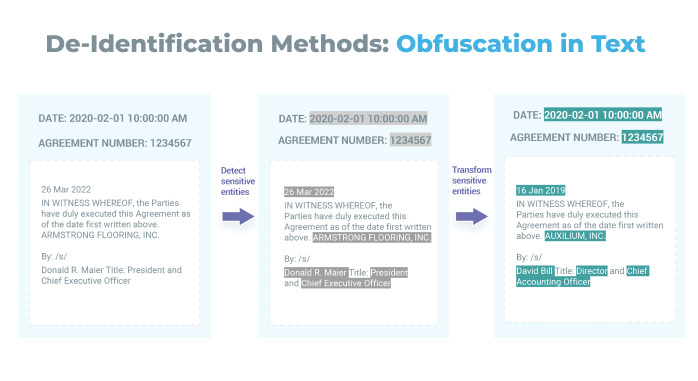 De-Identification Methods: Obfuscation in Text
DATE: 2020-02-01 10:00:00 AM
AGREEMENT NUMBER: 1234567
26 Mar 2022
IN WITNESS WHEREOF, the Parties
have duly executed this Agreement as
of the date first written above.
ARMSTRONG FLOORING, INC.
By: /s/
Donald R. Maier Title: President and
Chief Executive Officer
Detect
sensitive
entities
DATE: 2020-02-01 10:00:00 AM
AGREEMENT NUMBER: 1234567
26 Mar 2022
IN WITNESS WHEREOF, the
Parties have duly executed this
Agreement as of the date first written
above. ARMSTRONG FLOORING, INC.
By: /s/
Donald R. Maier Title: President
and Chief Executive Officer
Transform
sensitive
entities
DATE: 2020-02-01 10:00:00 AM
AGREEMENT NUMBER: 1234567
16 Jan 2019
IN WITNESS WHEREOF, the
Parties have duly executed this
Agreement as of the date first written
above. AUXILIUM, INC.
By: /s/
David Bill Title: Director and Chief
Accounting Officer